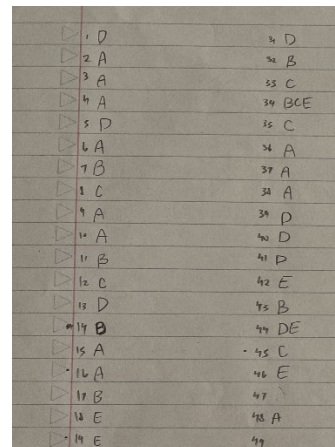 1 D
2 A
3 A
4 A
5 D
6 A
7 B
8 C
9 A
10 A
11 B
12 C
13 D
14 B
15 A
16 A
17 B
18 E
19 E
31 D
32 B
33 C
34 BCE
35 C
36 A
37 A
38 A
39 D
40 D
41 D
42 E
43 B
44 DE
45 C
46 E
47
48 A
49